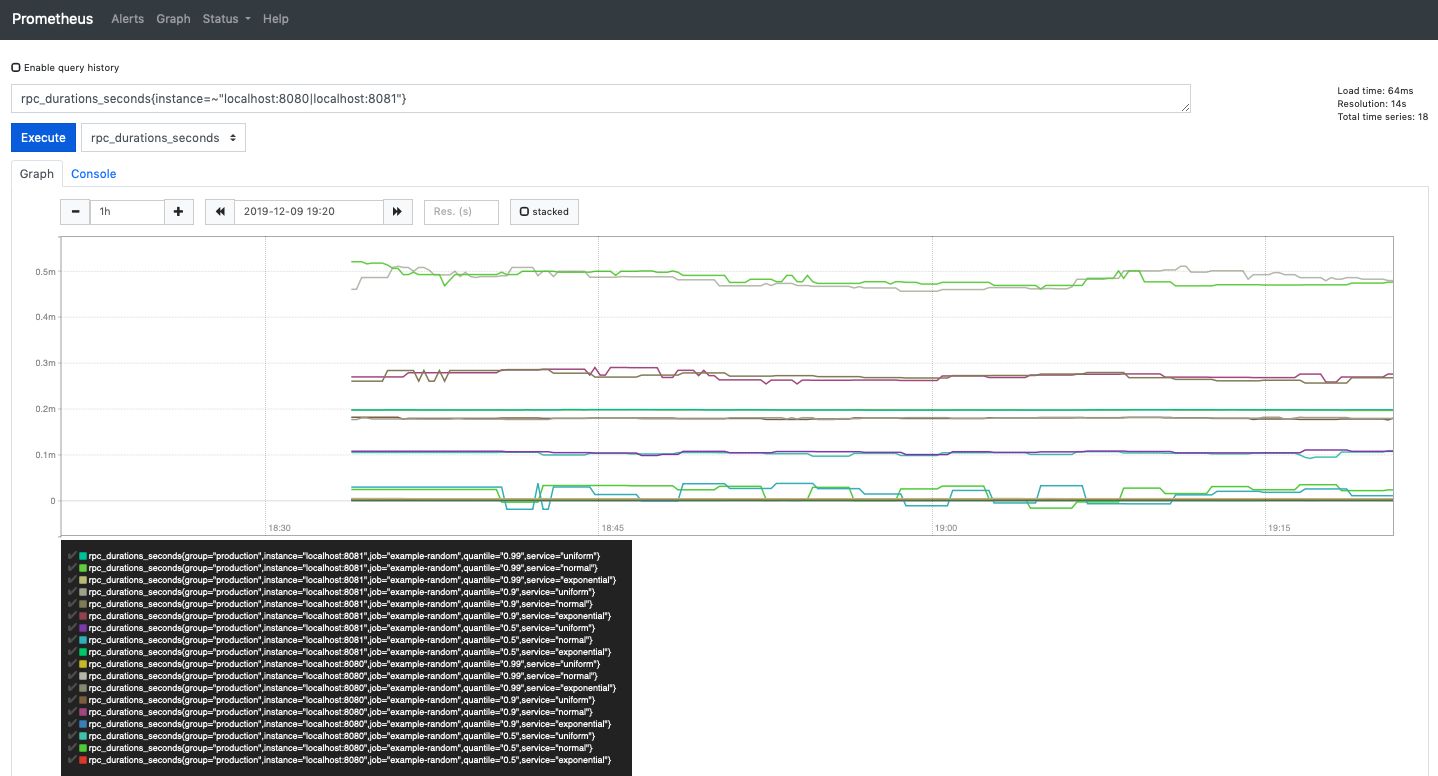 Prometheus Alerts Graph Status Help
Enable query history
rpc_durations_seconds{instance=~"localhost:8080|localhost:8081"}
Load time: 64ms
Resolution: 14s
Total time series: 18
Execute rpc_durations_seconds
Graph Console
1h 2019-12-09 19:20 Res. (s) stacked
0.5m
0.4m
0.3m
0.2m
0.1m
0
18:30 18:45 19:00 19:15
rpc_durations_seconds{group="production",instance="localhost:8081",job="example-random",quantile="0.99",service="uniform"}
rpc_durations_seconds{group="production",instance="localhost:8081",job="example-random",quantile="0.99",service="normal"}
rpc_durations_seconds{group="production",instance="localhost:8081",job="example-random",quantile="0.99",service="exponential"}
rpc_durations_seconds{group="production",instance="localhost:8081",job="example-random",quantile="0.9",service="uniform"}
rpc_durations_seconds{group="production",instance="localhost:8081",job="example-random",quantile="0.9",service="normal"}
rpc_durations_seconds{group="production",instance="localhost:8081",job="example-random",quantile="0.9",service="exponential"}
rpc_durations_seconds{group="production",instance="localhost:8081",job="example-random",quantile="0.5",service="uniform"}
rpc_durations_seconds{group="production",instance="localhost:8081",job="example-random",quantile="0.5",service="normal"}
rpc_durations_seconds{group="production",instance="localhost:8081",job="example-random",quantile="0.5",service="exponential"}
rpc_durations_seconds{group="production",instance="localhost:8080",job="example-random",quantile="0.99",service="uniform"}
rpc_durations_seconds{group="production",instance="localhost:8080",job="example-random",quantile="0.99",service="normal"}
rpc_durations_seconds{group="production",instance="localhost:8080",job="example-random",quantile="0.99",service="exponential"}
rpc_durations_seconds{group="production",instance="localhost:8080",job="example-random",quantile="0.9",service="uniform"}
rpc_durations_seconds{group="production",instance="localhost:8080",job="example-random",quantile="0.9",service="normal"}
rpc_durations_seconds{group="production",instance="localhost:8080",job="example-random",quantile="0.9",service="exponential"}
rpc_durations_seconds{group="production",instance="localhost:8080",job="example-random",quantile="0.5",service="uniform"}
rpc_durations_seconds{group="production",instance="localhost:8080",job="example-random",quantile="0.5",service="normal"}
rpc_durations_seconds{group="production",instance="localhost:8080",job="example-random",quantile="0.5",service="exponential"}